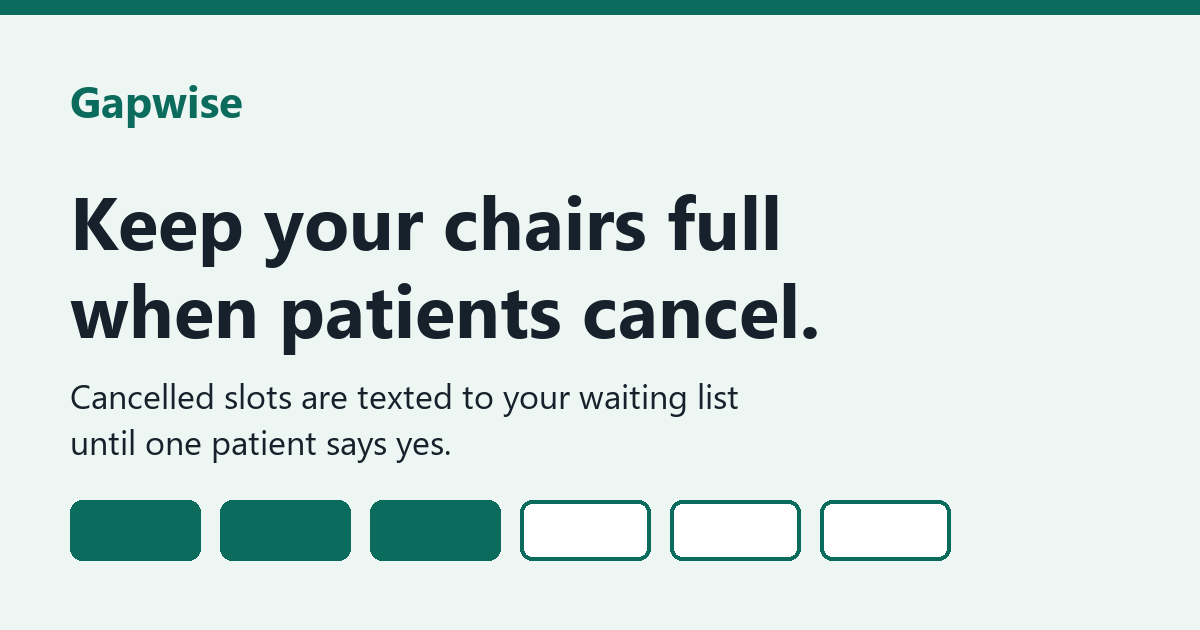 Gapwise
Keep your chairs full
when patients cancel.
Cancelled slots are texted to your waiting list
until one patient says yes.